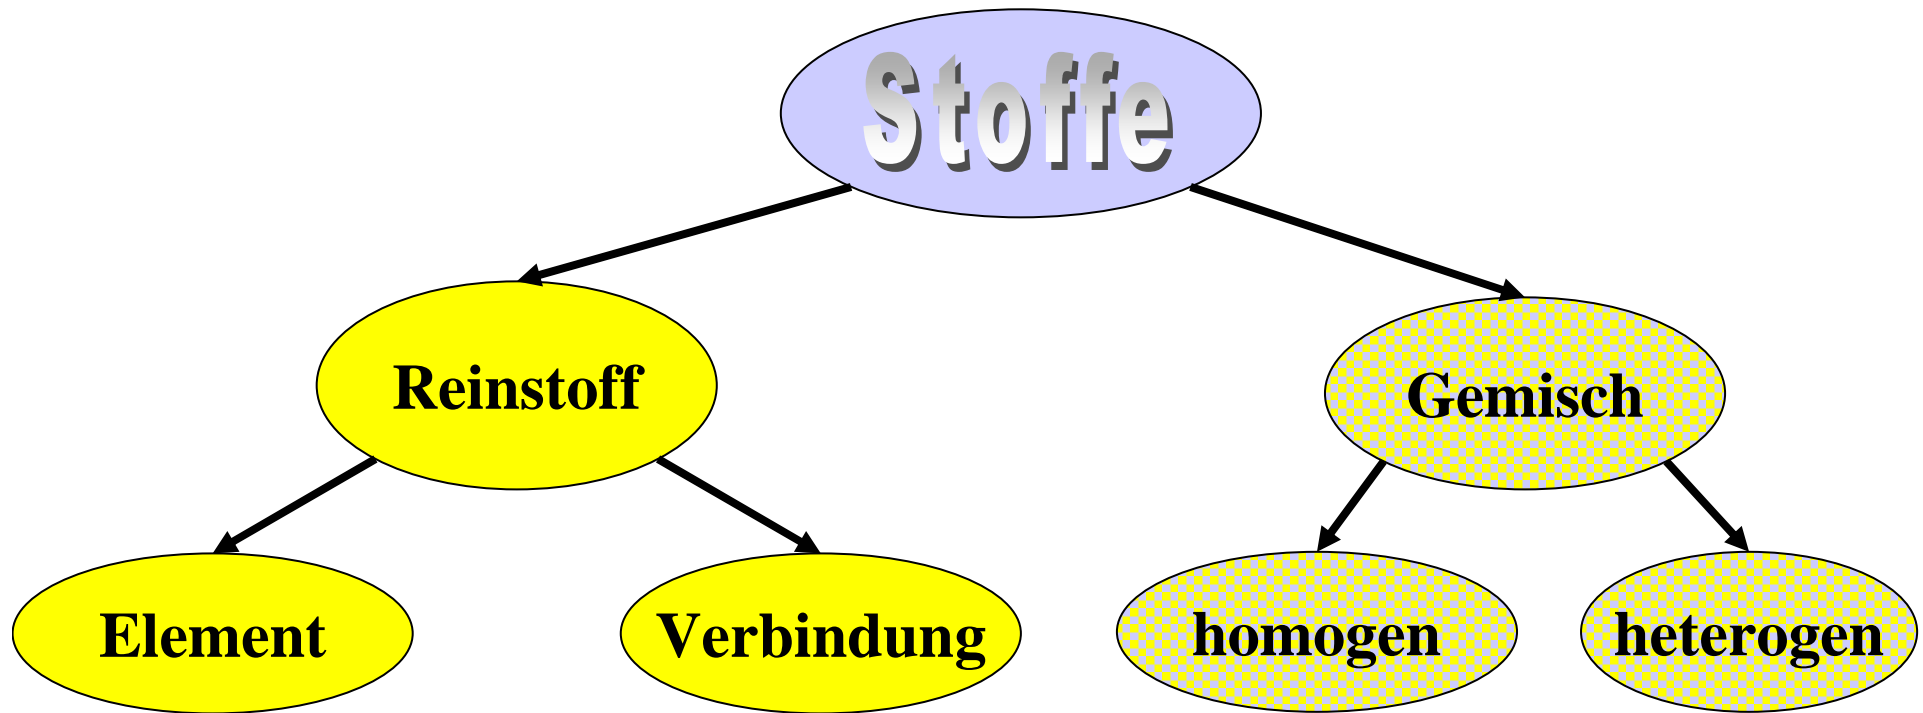 Stoffe
Reinstoff
Gemisch
Element
Verbindung
homogen
heterogen